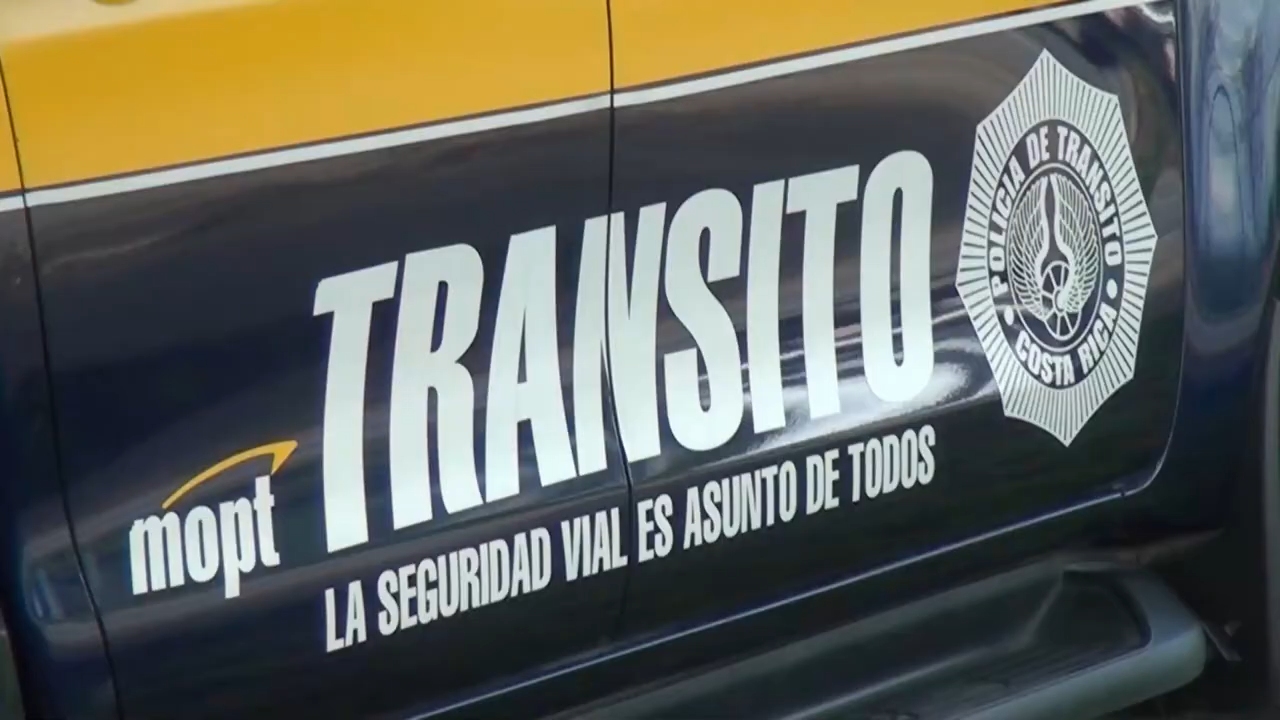 TRANSITO
mopt
LA SEGURIDAD VIAL ES ASUNTO DE TODOS
POLICIA DE TRANSITO
COSTA RICA